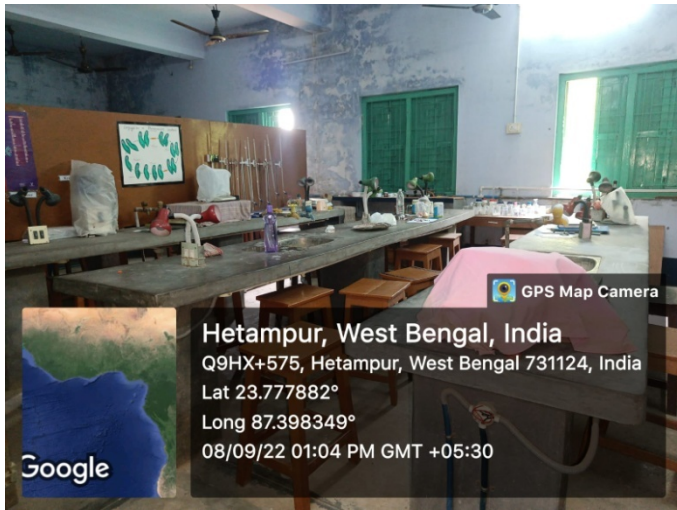 GPS Map Camera
Hetampur, West Bengal, India
Q9HX+575, Hetampur, West Bengal 731124, India
Lat 23.777882°
Long 87.398349°
08/09/22 01:04 PM GMT +05:30
Google